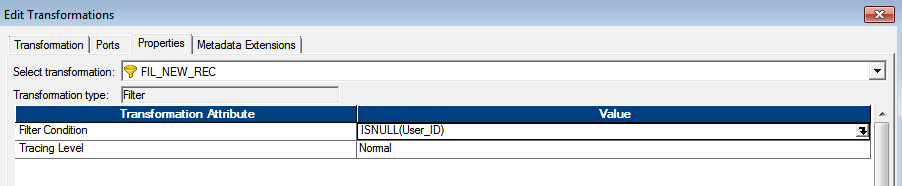 Edit Transformations
Transformation Ports Properties Metadata Extensions
Select transformation: FIL_NEW_REC
Transformation type: Filter
Transformation Attribute Value
Filter Condition ISNULL(User_ID)
Tracing Level Normal